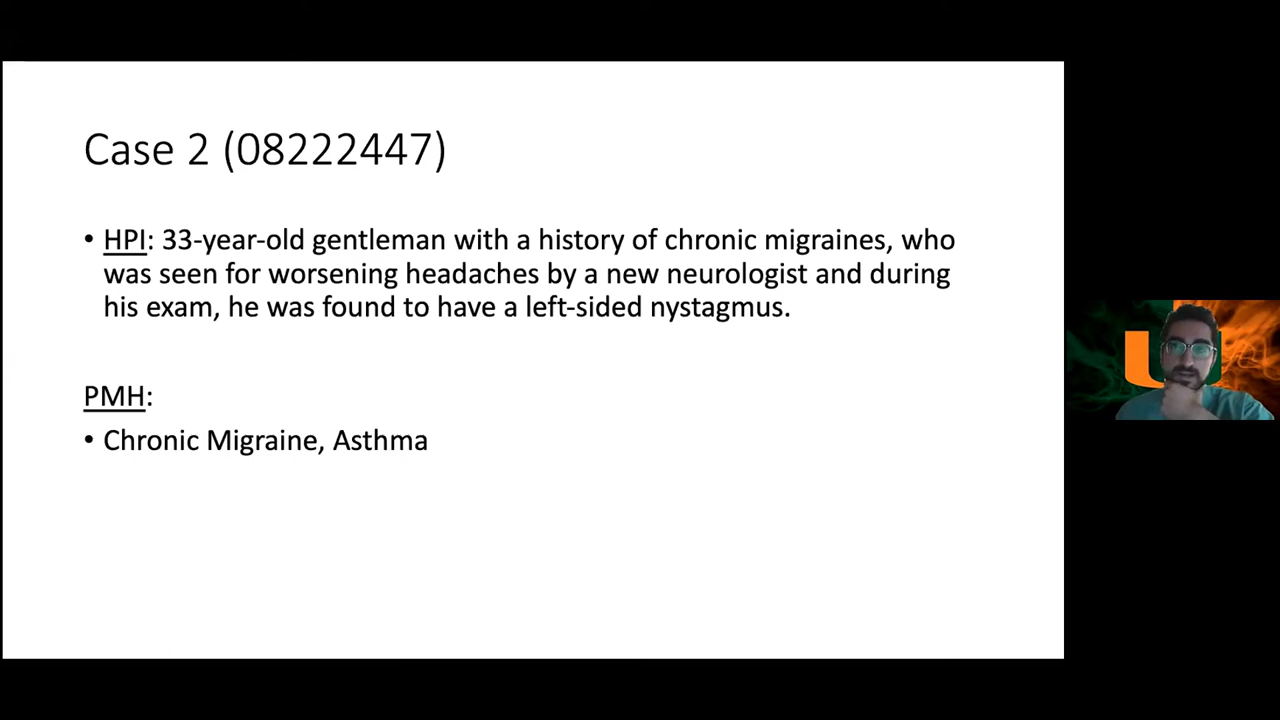 Case 2 (08222447)
• HPI: 33-year-old gentleman with a history of chronic migraines, who
was seen for worsening headaches by a new neurologist and during
his exam, he was found to have a left-sided nystagmus.
PMH:
• Chronic Migraine, Asthma